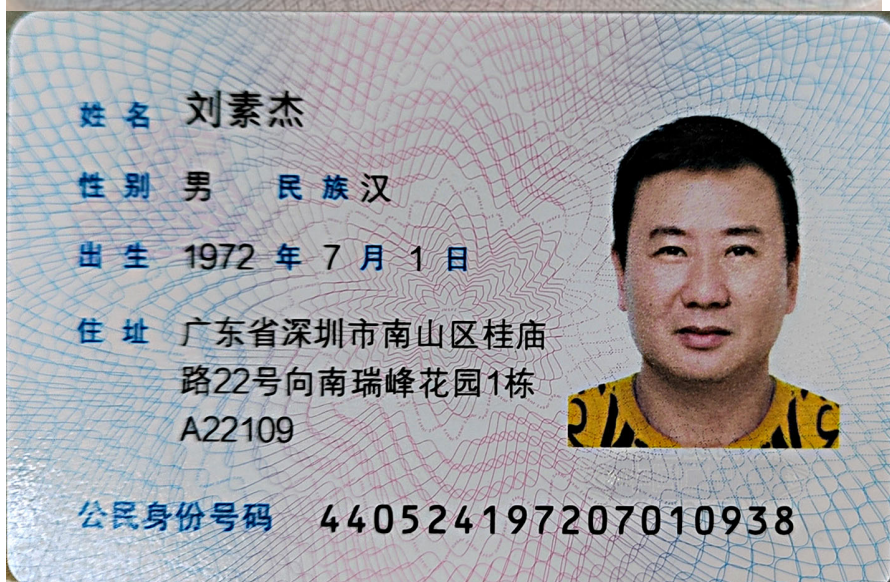 姓名 刘素杰
性别 男 民族 汉
出生 1972 年 7 月 1 日
住址 广东省深圳市南山区桂庙
路22号向南瑞峰花园1栋
A22109
公民身份号码 440524197207010938